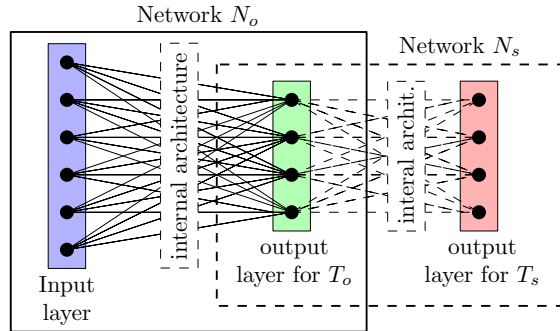 Network N_o
Network N_s
internal architecture
interal archit.
Input
layer
output
layer for T_o
output
layer for T_s